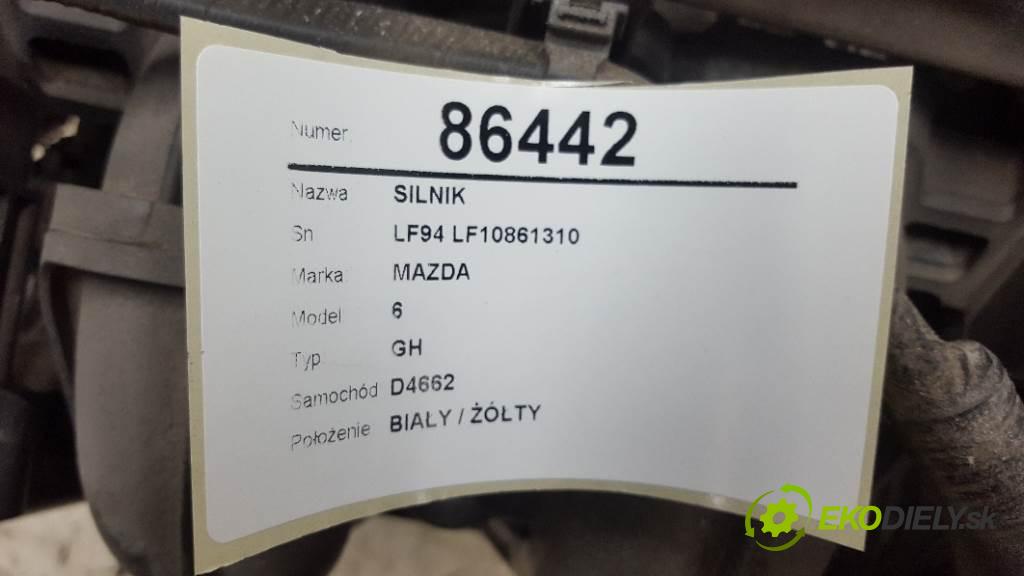 Numer 86442
Nazwa SILNIK
Sn LF94 LF10861310
Marka MAZDA
Model 6
Typ GH
Samochód D4662
Położenie BIAŁY / ŻÓŁTY
EKODIELY.sk